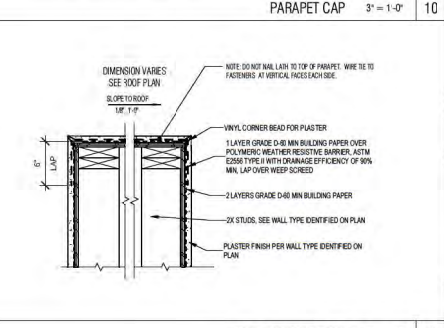 PARAPET CAP 3" = 1'-0" 10
NOTE: DO NOT NAIL LATH TO TOP OF PARAPET. WIRE TIE TO
FASTENERS AT VERTICAL FACES EACH SIDE.
DIMENSION VARIES
SEE ROOF PLAN
SLOPE TO ROOF
1/8" 1'-0"
VINYL CORNER BEAD FOR PLASTER
1 LAYER GRADE D-60 MIN BUILDING PAPER OVER
POLYMERIC WEATHER RESISTIVE BARRIER, ASTM
E2556 TYPE II WITH DRAINAGE EFFICIENCY OF 90%
MIN, LAP OVER WEEP SCREED
6"
LAP
2 LAYERS GRADE D-60 MIN BUILDING PAPER
2X STUDS, SEE WALL TYPE IDENTIFIED ON PLAN
PLASTER FINISH PER WALL TYPE IDENTIFIED ON
PLAN